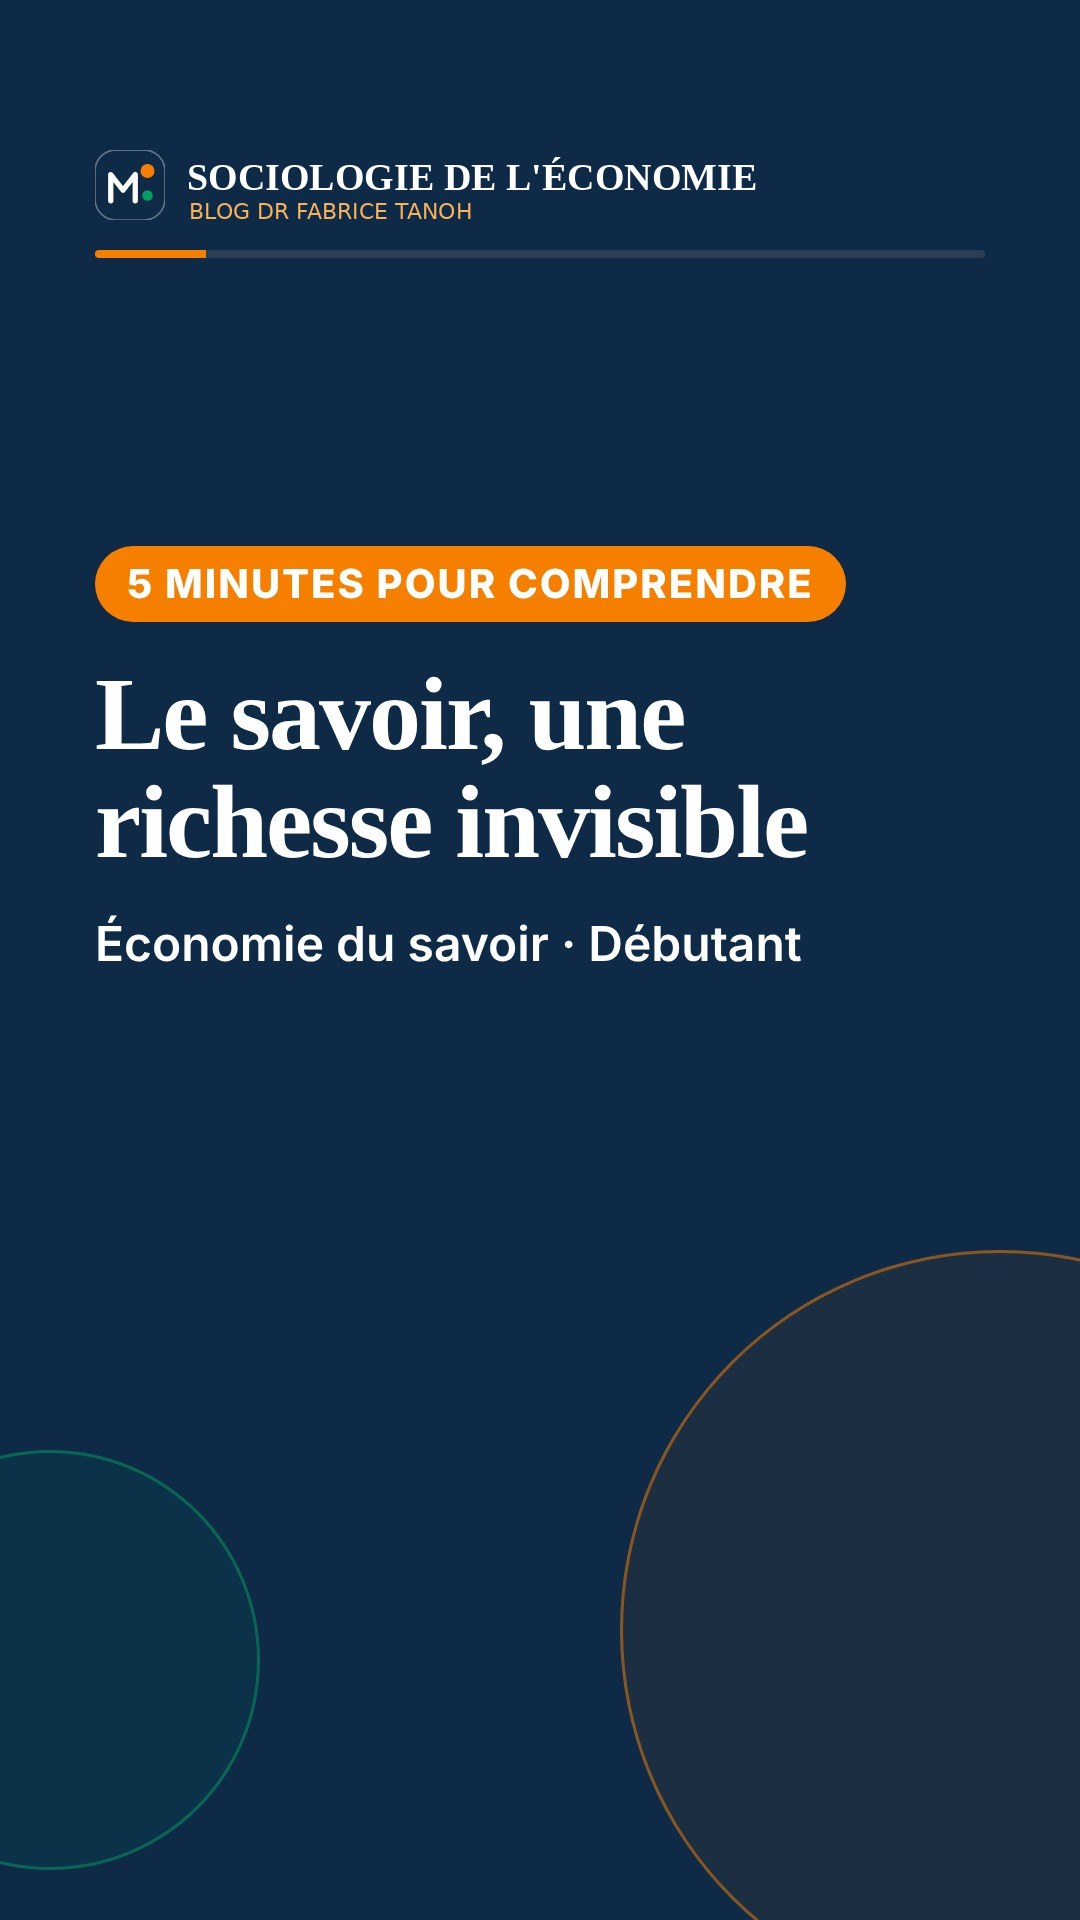 M
SOCIOLOGIE DE L'ÉCONOMIE
BLOG DR FABRICE TANOH
5 MINUTES POUR COMPRENDRE
Le savoir, une
richesse invisible
Économie du savoir · Débutant